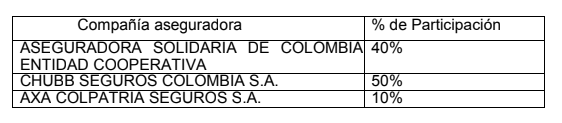 Compañía aseguradora % de Participación
ASEGURADORA SOLIDARIA DE COLOMBIA 40%
ENTIDAD COOPERATIVA
CHUBB SEGUROS COLOMBIA S.A. 50%
AXA COLPATRIA SEGUROS S.A. 10%